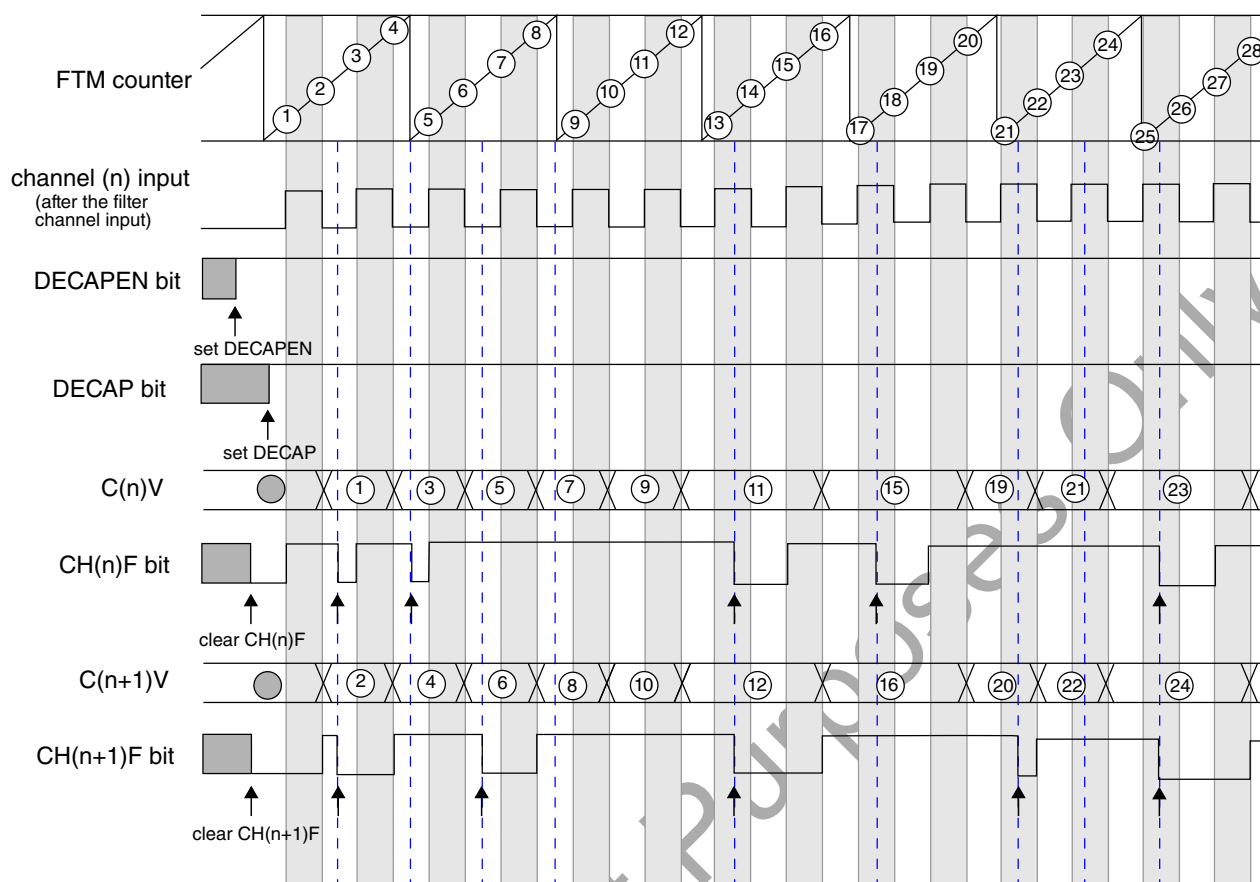 4 8 12 16 20 24 28
3 7 11 15 19 23 27
FTM counter
2 6 10 14 18 22 26
1 5 9 13 17 21 25
channel (n) input
(after the filter
channel input)
DECAPEN bit
set DECAPEN
DECAP bit
set DECAP
C(n)V 1 3 5 7 9 11 15 19 21 23
CH(n)F bit
clear CH(n)F
C(n+1)V 2 4 6 8 10 12 16 20 22 24
CH(n+1)F bit
clear CH(n+1)F
Purposes Only